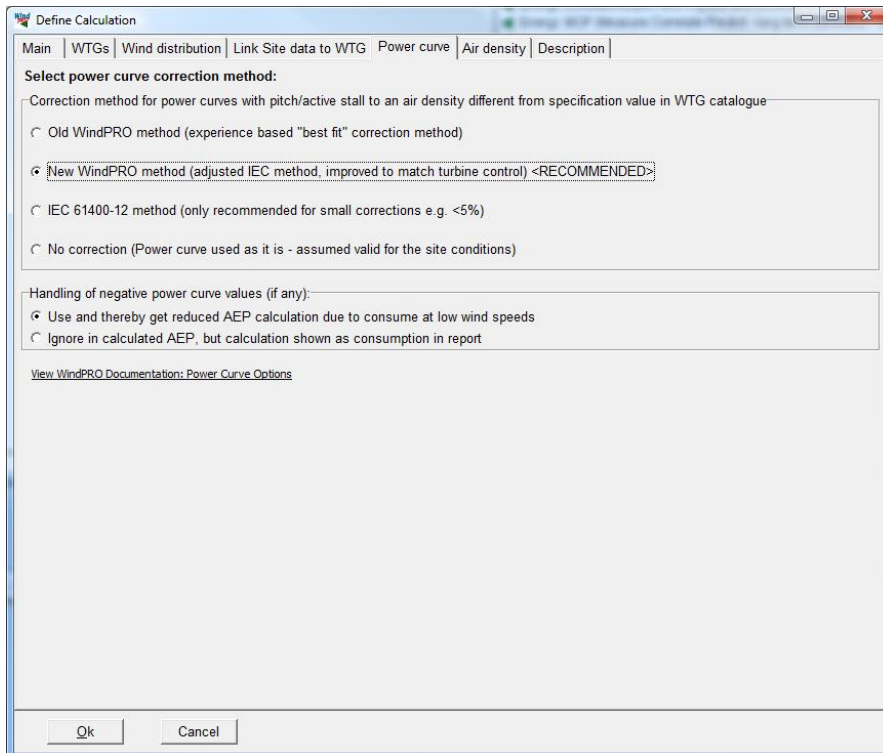 Define Calculation
Main WTGs Wind distribution Link Site data to WTG Power curve Air density Description
Select power curve correction method:
Correction method for power curves with pitch/active stall to an air density different from specification value in WTG catalogue
Old WindPRO method (experience based "best fit" correction method)
New WindPRO method (adjusted IEC method, improved to match turbine control) <RECOMMENDED>
IEC 61400-12 method (only recommended for small corrections e.g. <5%)
No correction (Power curve used as it is - assumed valid for the site conditions)
Handling of negative power curve values (if any):
Use and thereby get reduced AEP calculation due to consume at low wind speeds
Ignore in calculated AEP, but calculation shown as consumption in report
View WindPRO Documentation: Power Curve Options
Ok Cancel